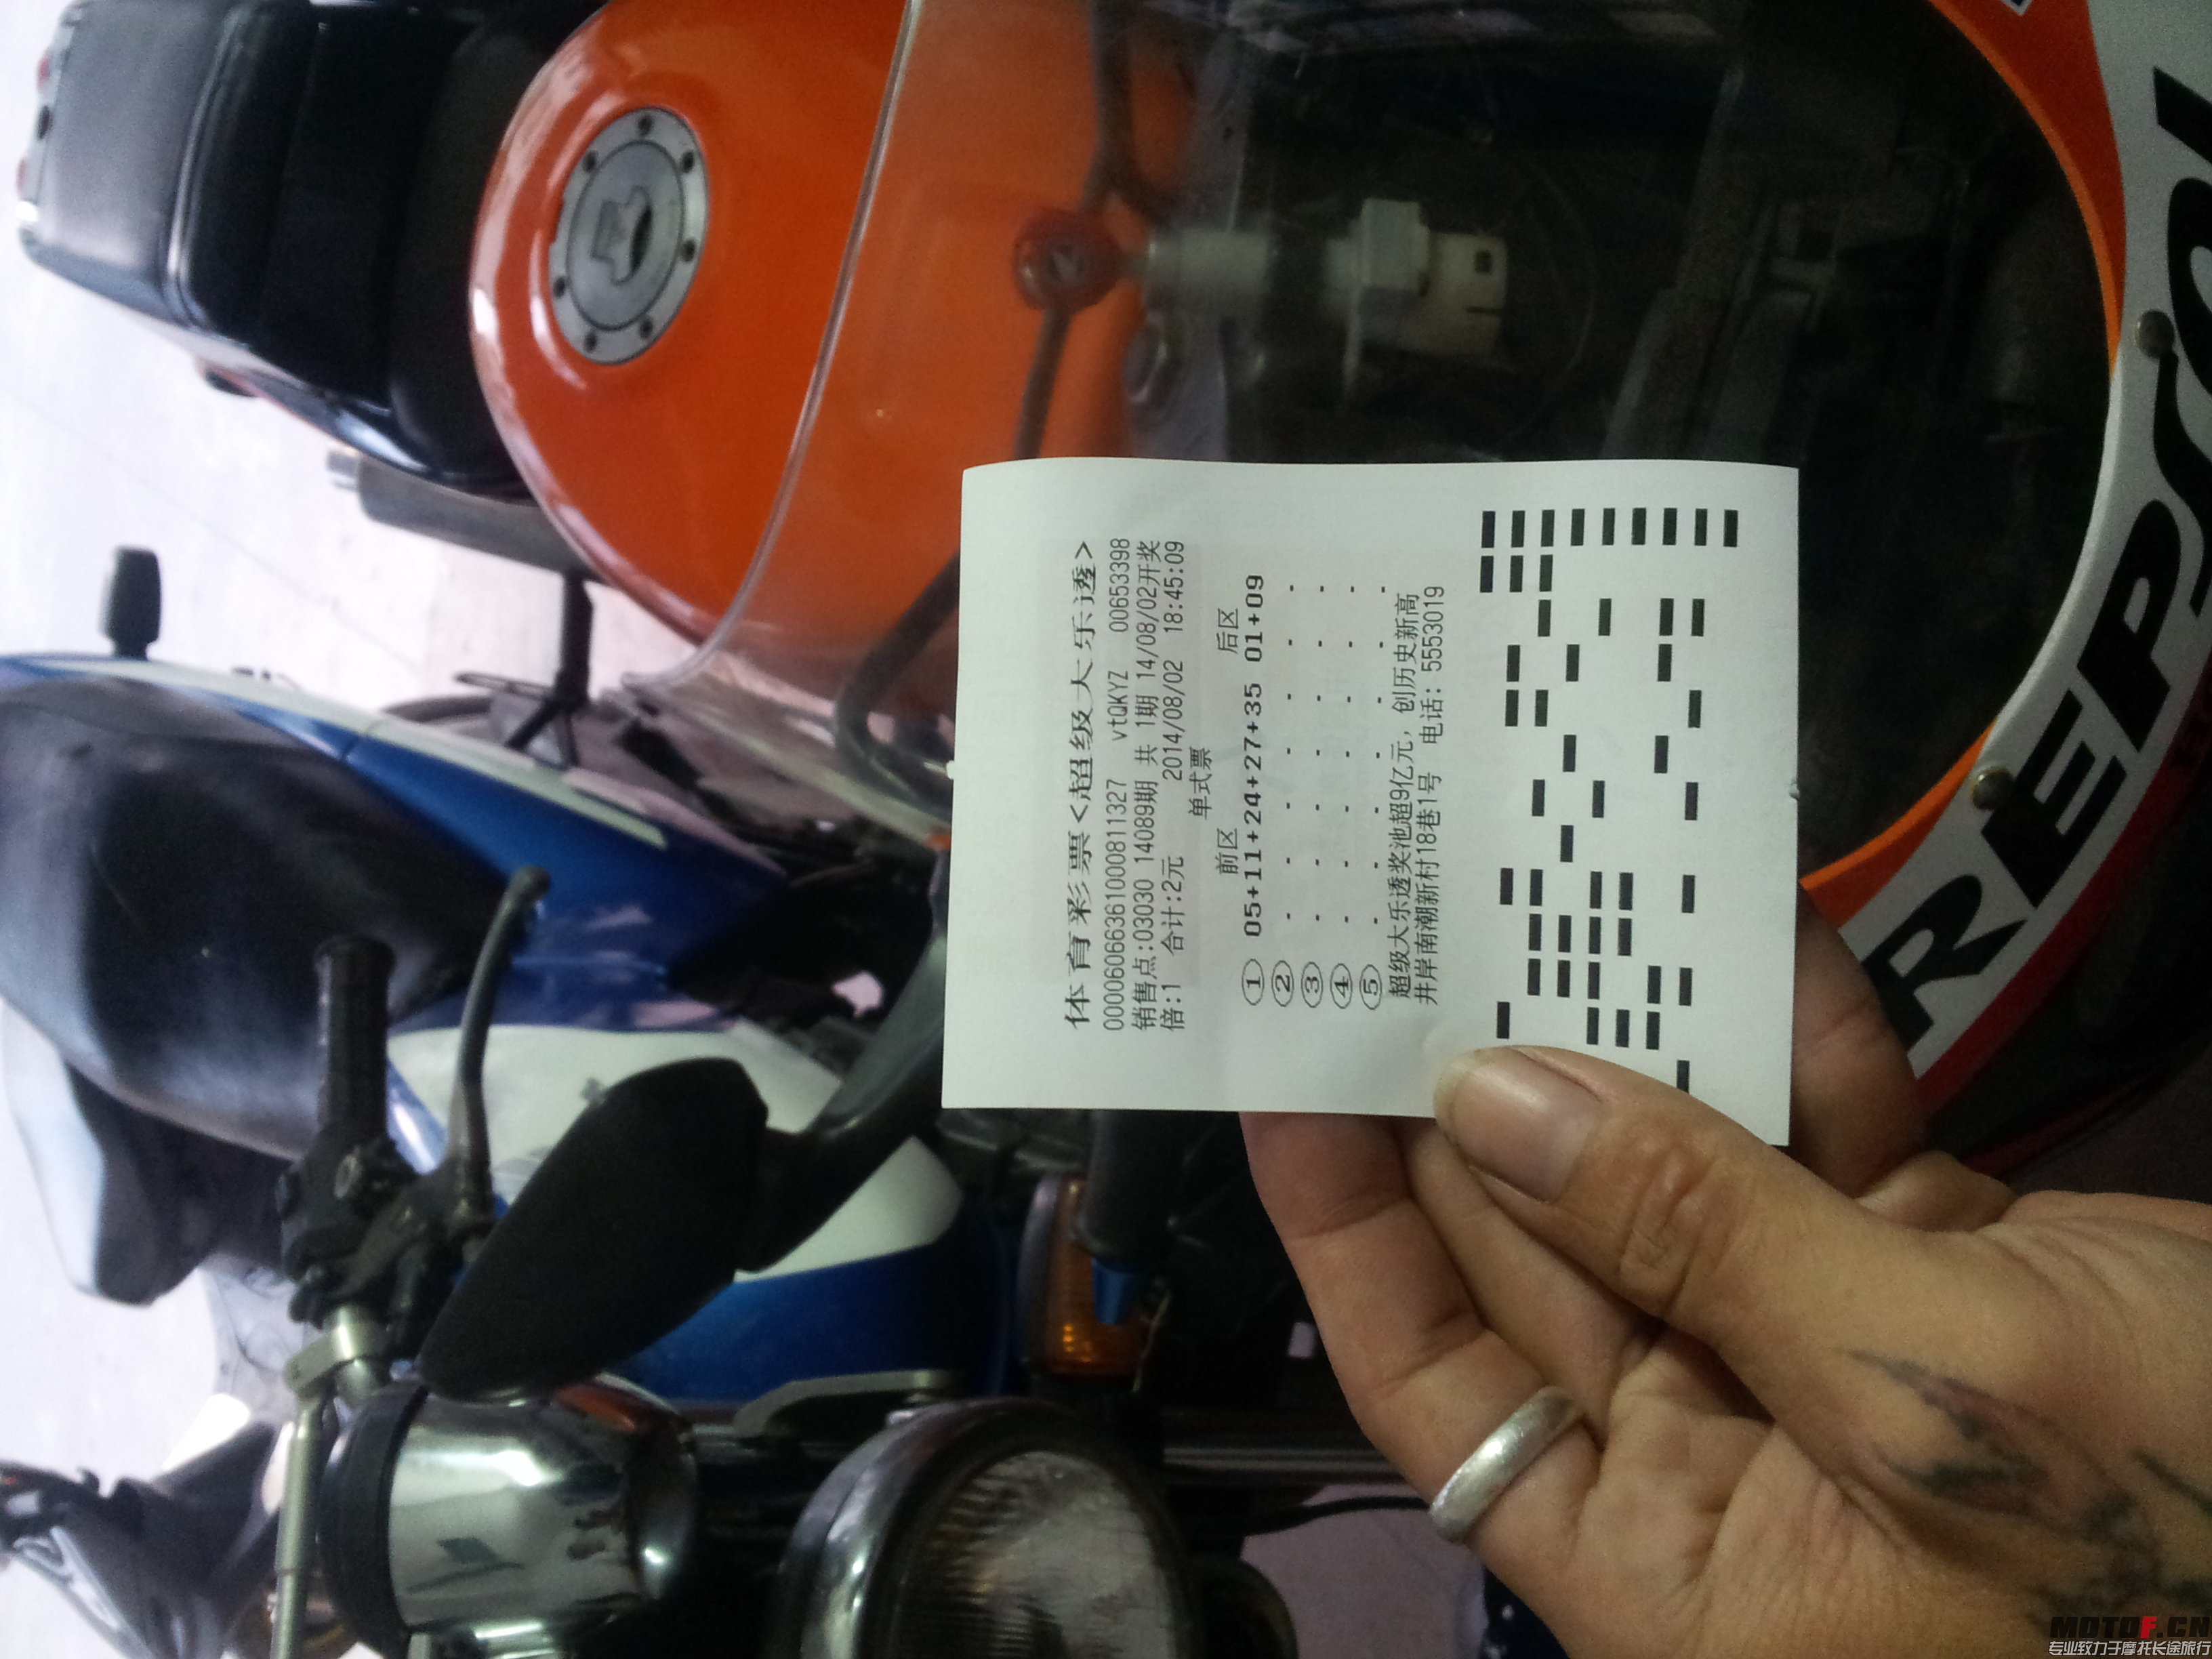 体育彩票<超级大乐透>
00060666361000811327 vtQKYZ 00653398
销售点:03030 14089期 共 1期 14/08/02开奖
倍:1 合计:2元 2014/08/02 18:45:09
单式票
前区 后区
① 05+11+24+27+35 01+09
② - - - - - - -
③ - - - - - - -
④ - - - - - - -
⑤ - - - - - - -
超级大乐透奖池超9亿元，创历史新高
井岸南潮新村18巷1号 电话: 5553019
REPSOL
MOTOF.CN
专业致力于摩托长途旅行